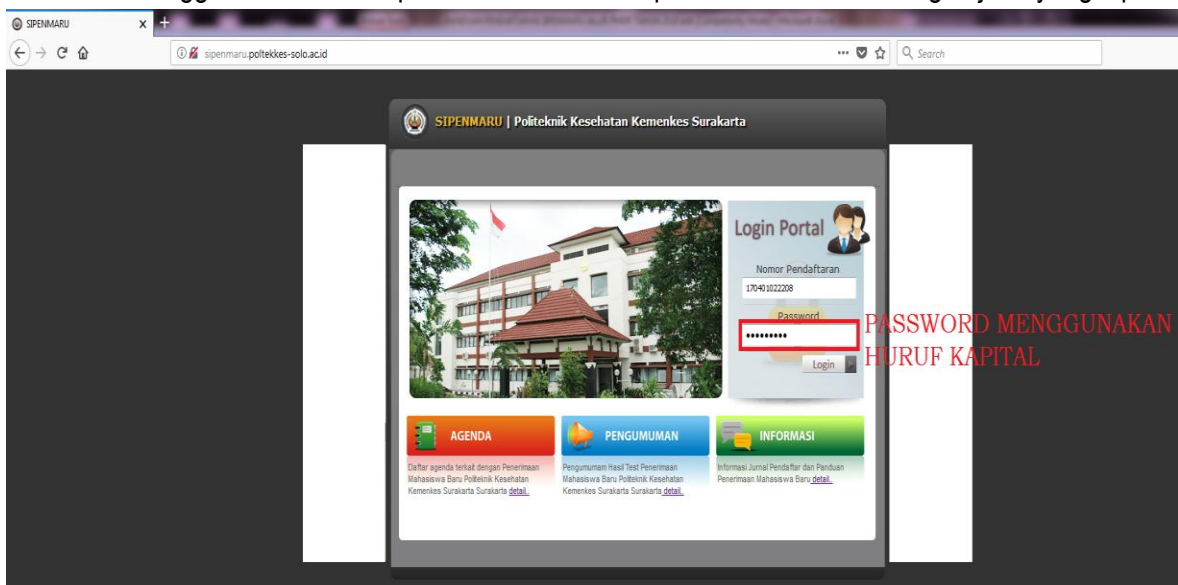 SIPENMARU
sipenmaru.poltekkes-solo.ac.id
Search
SIPENMARU | Politeknik Kesehatan Kemenkes Surakarta
Login Portal
Nomor Pendaftaran
170401022208
Password
•••••••••
Login
PASSWORD MENGGUNAKAN
HURUF KAPITAL
AGENDA
Daftar agenda terkait dengan Penerimaan
Mahasiswa Baru Politeknik Kesehatan
Kemenkes Surakarta Surakarta detail..
PENGUMUMAN
Pengumuman Hasil Test Penerimaan
Mahasiswa Baru Politeknik Kesehatan
Kemenkes Surakarta Surakarta detail..
INFORMASI
Informasi Jurnal Pendaftar dan Panduan
Penerimaan Mahasiswa Baru detail..